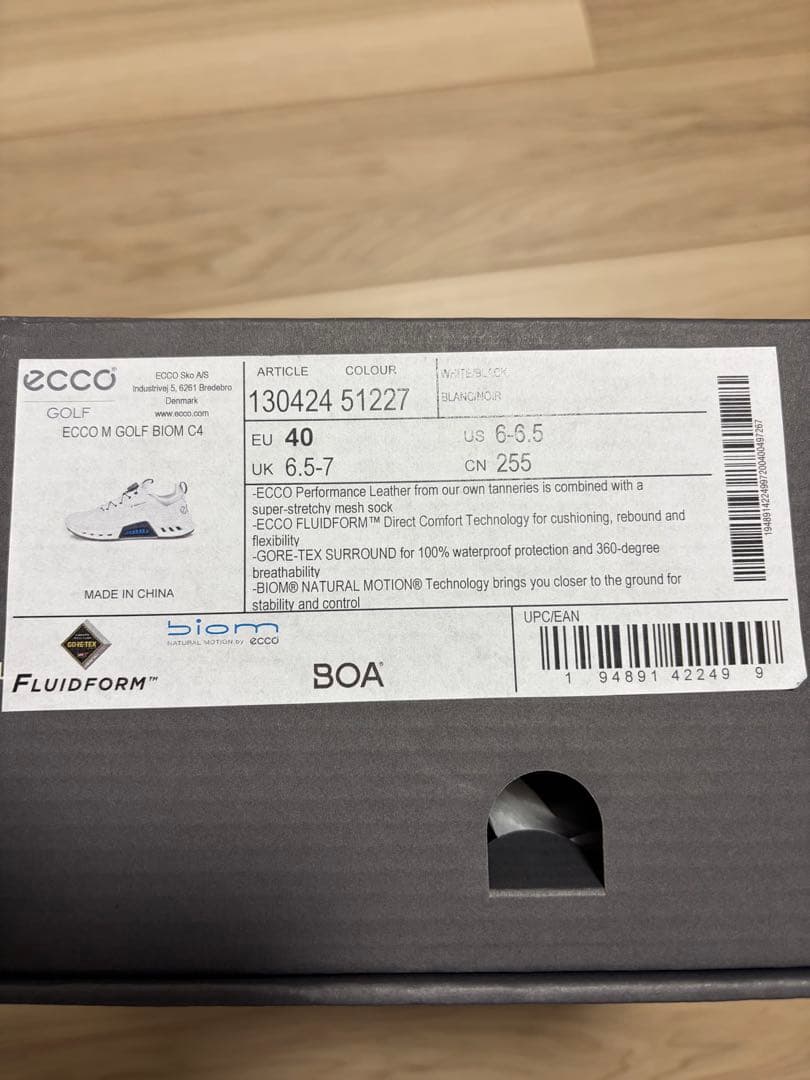 ecco®
GOLF
ECCO Sko A/S
Industrivej 5, 6261 Bredebro
Denmark
www.ecco.com
ECCO M GOLF BIOM C4
MADE IN CHINA
ARTICLE COLOUR
130424 51227
WHITE/BLACK
BLANC/NOIR
EU 40
US 6-6.5
UK 6.5-7
CN 255
-ECCO Performance Leather from our own tanneries is combined with a
super-stretchy mesh sock
-ECCO FLUIDFORM™ Direct Comfort Technology for cushioning, rebound and
flexibility
-GORE-TEX SURROUND for 100% waterproof protection and 360-degree
breathability
-BIOM® NATURAL MOTION® Technology brings you closer to the ground for
stability and control
1948914224997200400497267
GORE-TEX
biom
NATURAL MOTION by ecco
FLUIDFORM™
BOA®
UPC/EAN
1 94891 42249 9